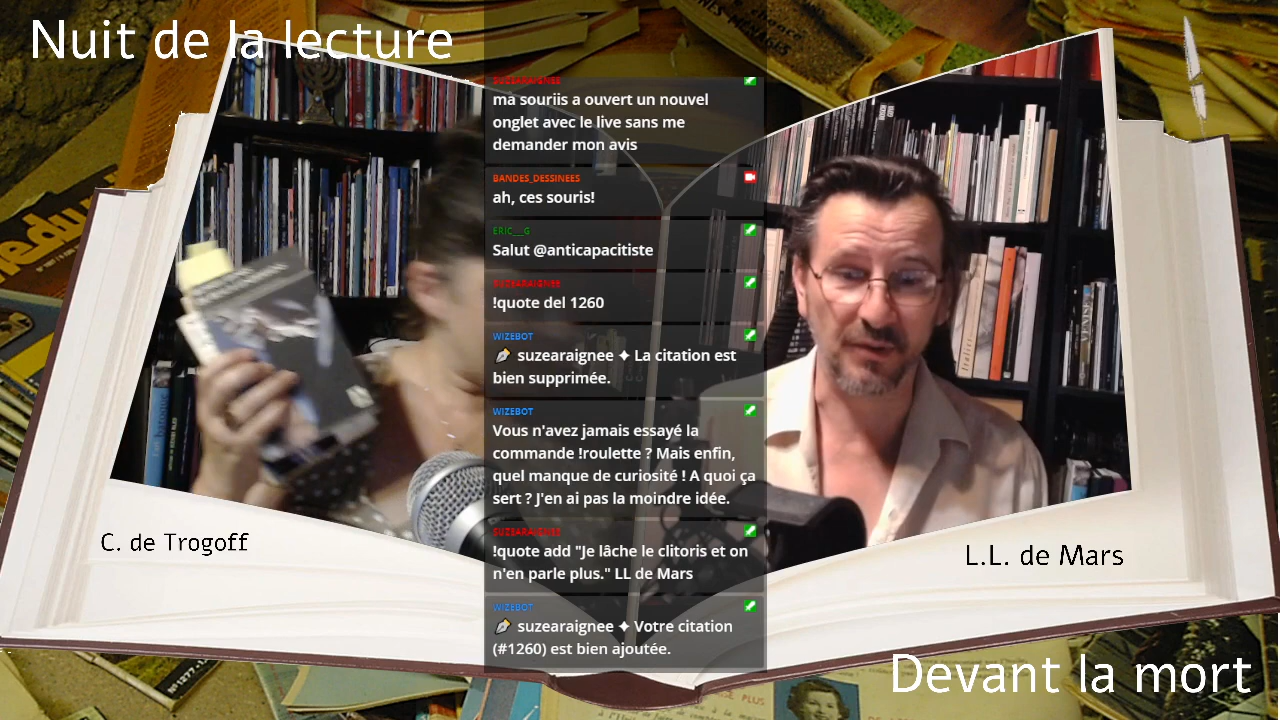 Nuit de la lecture
SUZEARAIGNEE
ma souriis a ouvert un nouvel
onglet avec le live sans me
demander mon avis
BANDES_DESSINEES
ah, ces souris!
ERIC__G
Salut @anticapacitiste
SUZEARAIGNEE
!quote del 1260
WIZEBOT
suzearaignee ✦ La citation est
bien supprimée.
WIZEBOT
Vous n'avez jamais essayé la
commande !roulette ? Mais enfin,
quel manque de curiosité ! A quoi ça
sert ? J'en ai pas la moindre idée.
SUZEARAIGNEE
!quote add "Je lâche le clitoris et on
n'en parle plus." LL de Mars
WIZEBOT
suzearaignee ✦ Votre citation
(#1260) est bien ajoutée.
C. de Trogoff
L.L. de Mars
Devant la mort